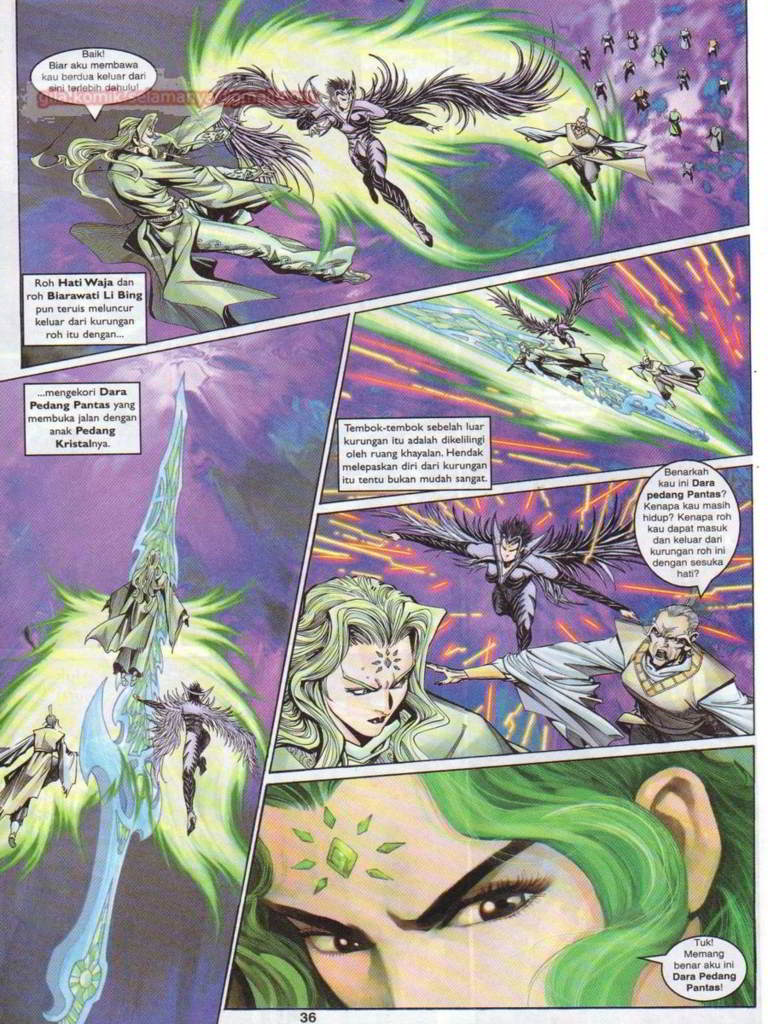 Baik!
Biar aku membawa
kau berdua keluar dari
sini terlebih dahulu!
Roh Hati Waja dan
roh Biarawati Li Bing
pun teruis meluncur
keluar dari kurungan
roh itu dengan...
...mengekori Dara
Pedang Pantas yang
membuka jalan dengan
anak Pedang
Kristalnya.
Tembok-tembok sebelah luar
kurungan itu adalah dikelilingi
oleh ruang khayalan. Hendak
melepaskan diri dari kurungan
itu tentu bukan mudah sangat.
Benarkah
kau ini Dara
pedang Pantas?
Kenapa kau masih
hidup? Kenapa roh
kau dapat masuk
dan keluar dari
kurungan roh ini
dengan sesuka
hati?
Tuk!
Memang
benar aku ini
Dara Pedang
Pantas!
36